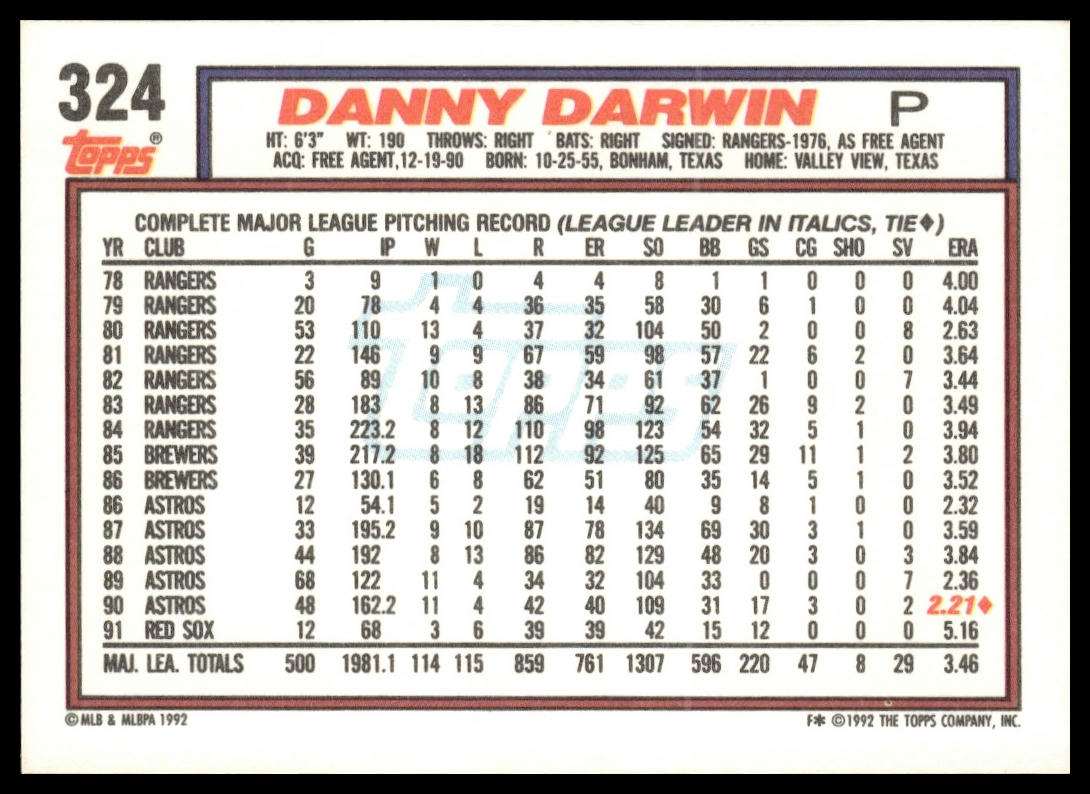 324
Topps®
DANNY DARWIN P
HT: 6'3" WT: 190 THROWS: RIGHT BATS: RIGHT SIGNED: RANGERS-1976, AS FREE AGENT
ACQ: FREE AGENT,12-19-90 BORN: 10-25-55, BONHAM, TEXAS HOME: VALLEY VIEW, TEXAS
COMPLETE MAJOR LEAGUE PITCHING RECORD (LEAGUE LEADER IN ITALICS, TIE♦)
YR CLUB G IP W L R ER SO BB GS CG SHO SV ERA
78 RANGERS 3 9 1 0 4 4 8 1 1 0 0 0 4.00
79 RANGERS 20 78 4 4 36 35 58 30 6 1 0 0 4.04
80 RANGERS 53 110 13 4 37 32 104 50 2 0 0 8 2.63
81 RANGERS 22 146 9 9 67 59 98 57 22 6 2 0 3.64
82 RANGERS 56 89 10 8 38 34 61 37 1 0 0 7 3.44
83 RANGERS 28 183 8 13 86 71 92 62 26 9 2 0 3.49
84 RANGERS 35 223.2 8 12 110 98 123 54 32 5 1 0 3.94
85 BREWERS 39 217.2 8 18 112 92 125 65 29 11 1 2 3.80
86 BREWERS 27 130.1 6 8 62 51 80 35 14 5 1 0 3.52
86 ASTROS 12 54.1 5 2 19 14 40 9 8 1 0 0 2.32
87 ASTROS 33 195.2 9 10 87 78 134 69 30 3 1 0 3.59
88 ASTROS 44 192 8 13 86 82 129 48 20 3 0 3 3.84
89 ASTROS 68 122 11 4 34 32 104 33 0 0 0 7 2.36
90 ASTROS 48 162.2 11 4 42 40 109 31 17 3 0 2 2.21♦
91 RED SOX 12 68 3 6 39 39 42 15 12 0 0 0 5.16
MAJ. LEA. TOTALS 500 1981.1 114 115 859 761 1307 596 220 47 8 29 3.46
Topps
© MLB & MLBPA 1992 F* © 1992 THE TOPPS COMPANY, INC.